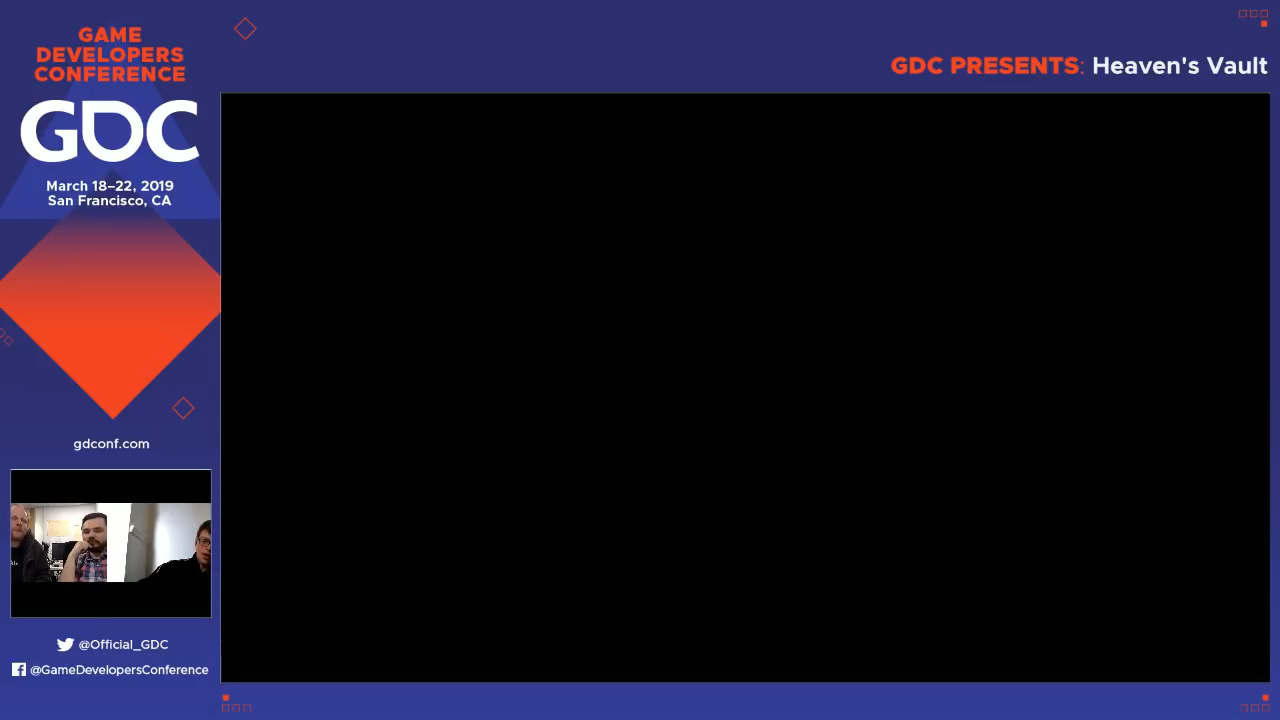 GAME
DEVELOPERS
CONFERENCE
GDC
March 18–22, 2019
San Francisco, CA
GDC PRESENTS: Heaven's Vault
gdconf.com
@Official_GDC
@GameDevelopersConference